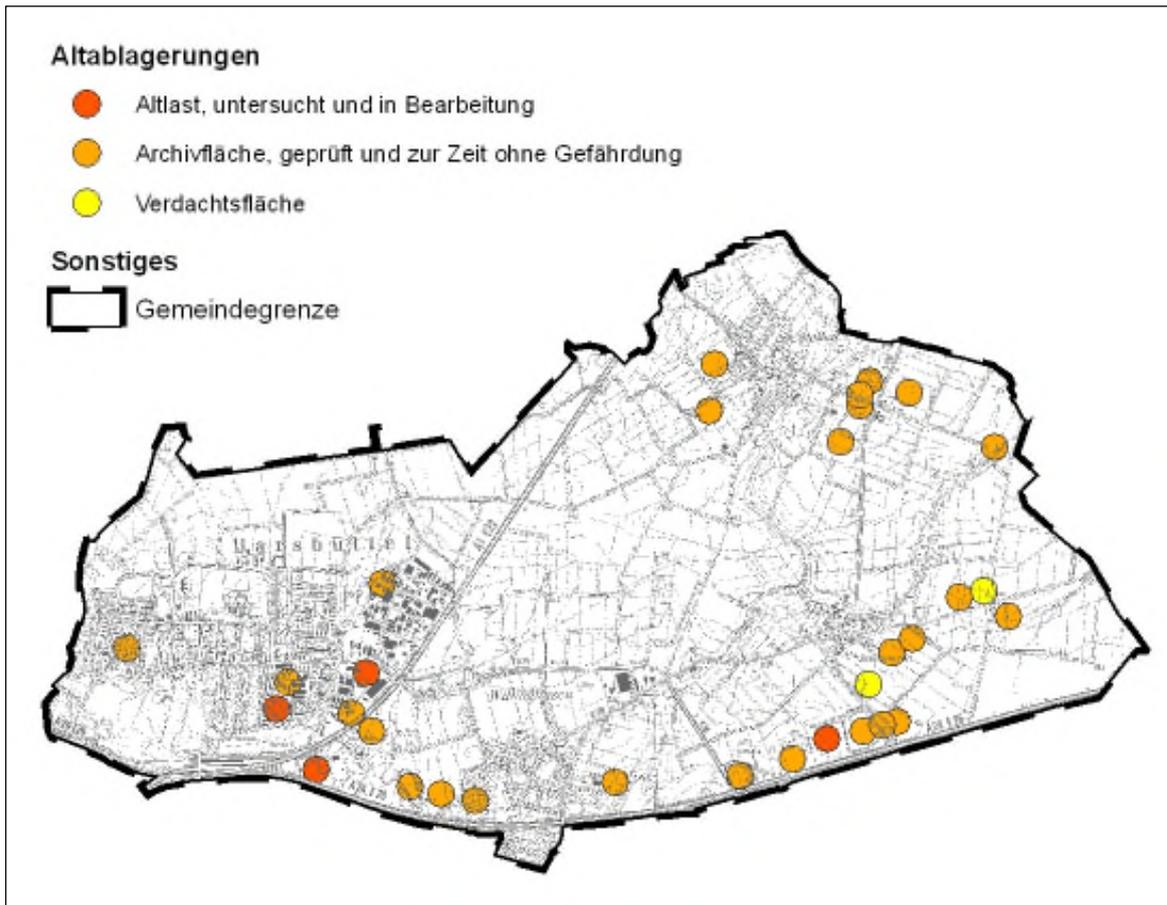 Altablagerungen
Altlast, untersucht und in Bearbeitung
Archivfläche, geprüft und zur Zeit ohne Gefährdung
Verdachtsfläche
Sonstiges
Gemeindegrenze